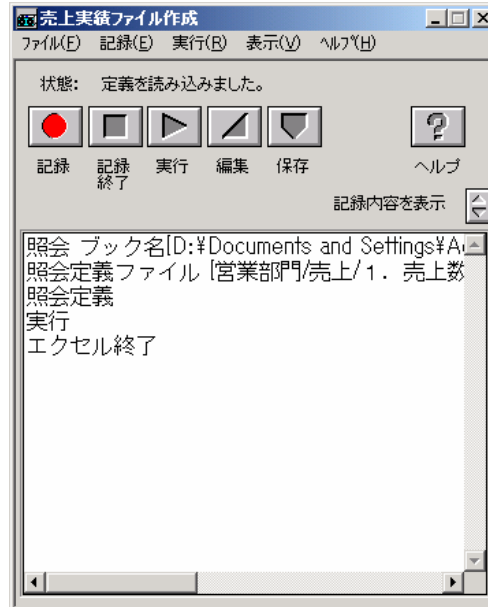 売上実績ファイル作成
ファイル(F) 記録(E) 実行(R) 表示(V) ヘルプ(H)
状態: 定義を読み込みました。
記録 記録終了 実行 編集 保存 ヘルプ
記録内容を表示
照会 ブック名[D:¥Documents and Settings¥A
照会定義ファイル [営業部門/売上/1. 売上数
照会定義
実行
エクセル終了